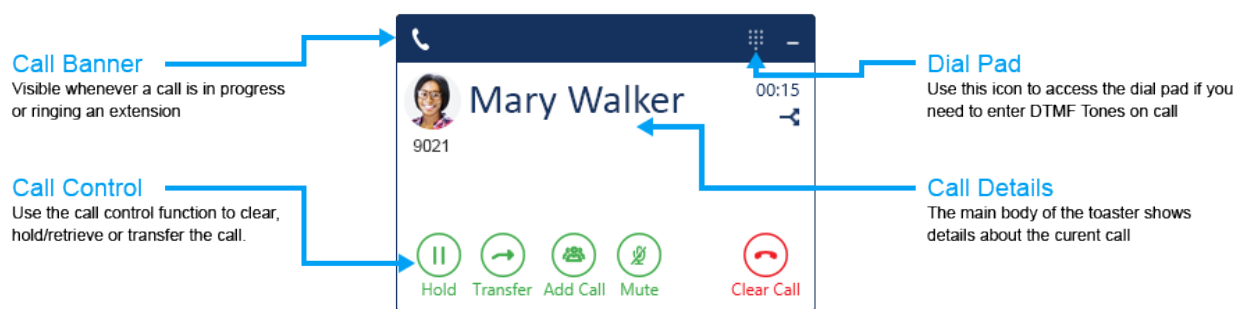 Call Banner
Visible whenever a call is in progress
or ringing an extension
Call Control
Use the call control function to clear,
hold/retrieve or transfer the call.
Mary Walker
00:15
9021
Hold
Transfer
Add Call
Mute
Clear Call
Dial Pad
Use this icon to access the dial pad if you
need to enter DTMF Tones on call
Call Details
The main body of the toaster shows
details about the curent call